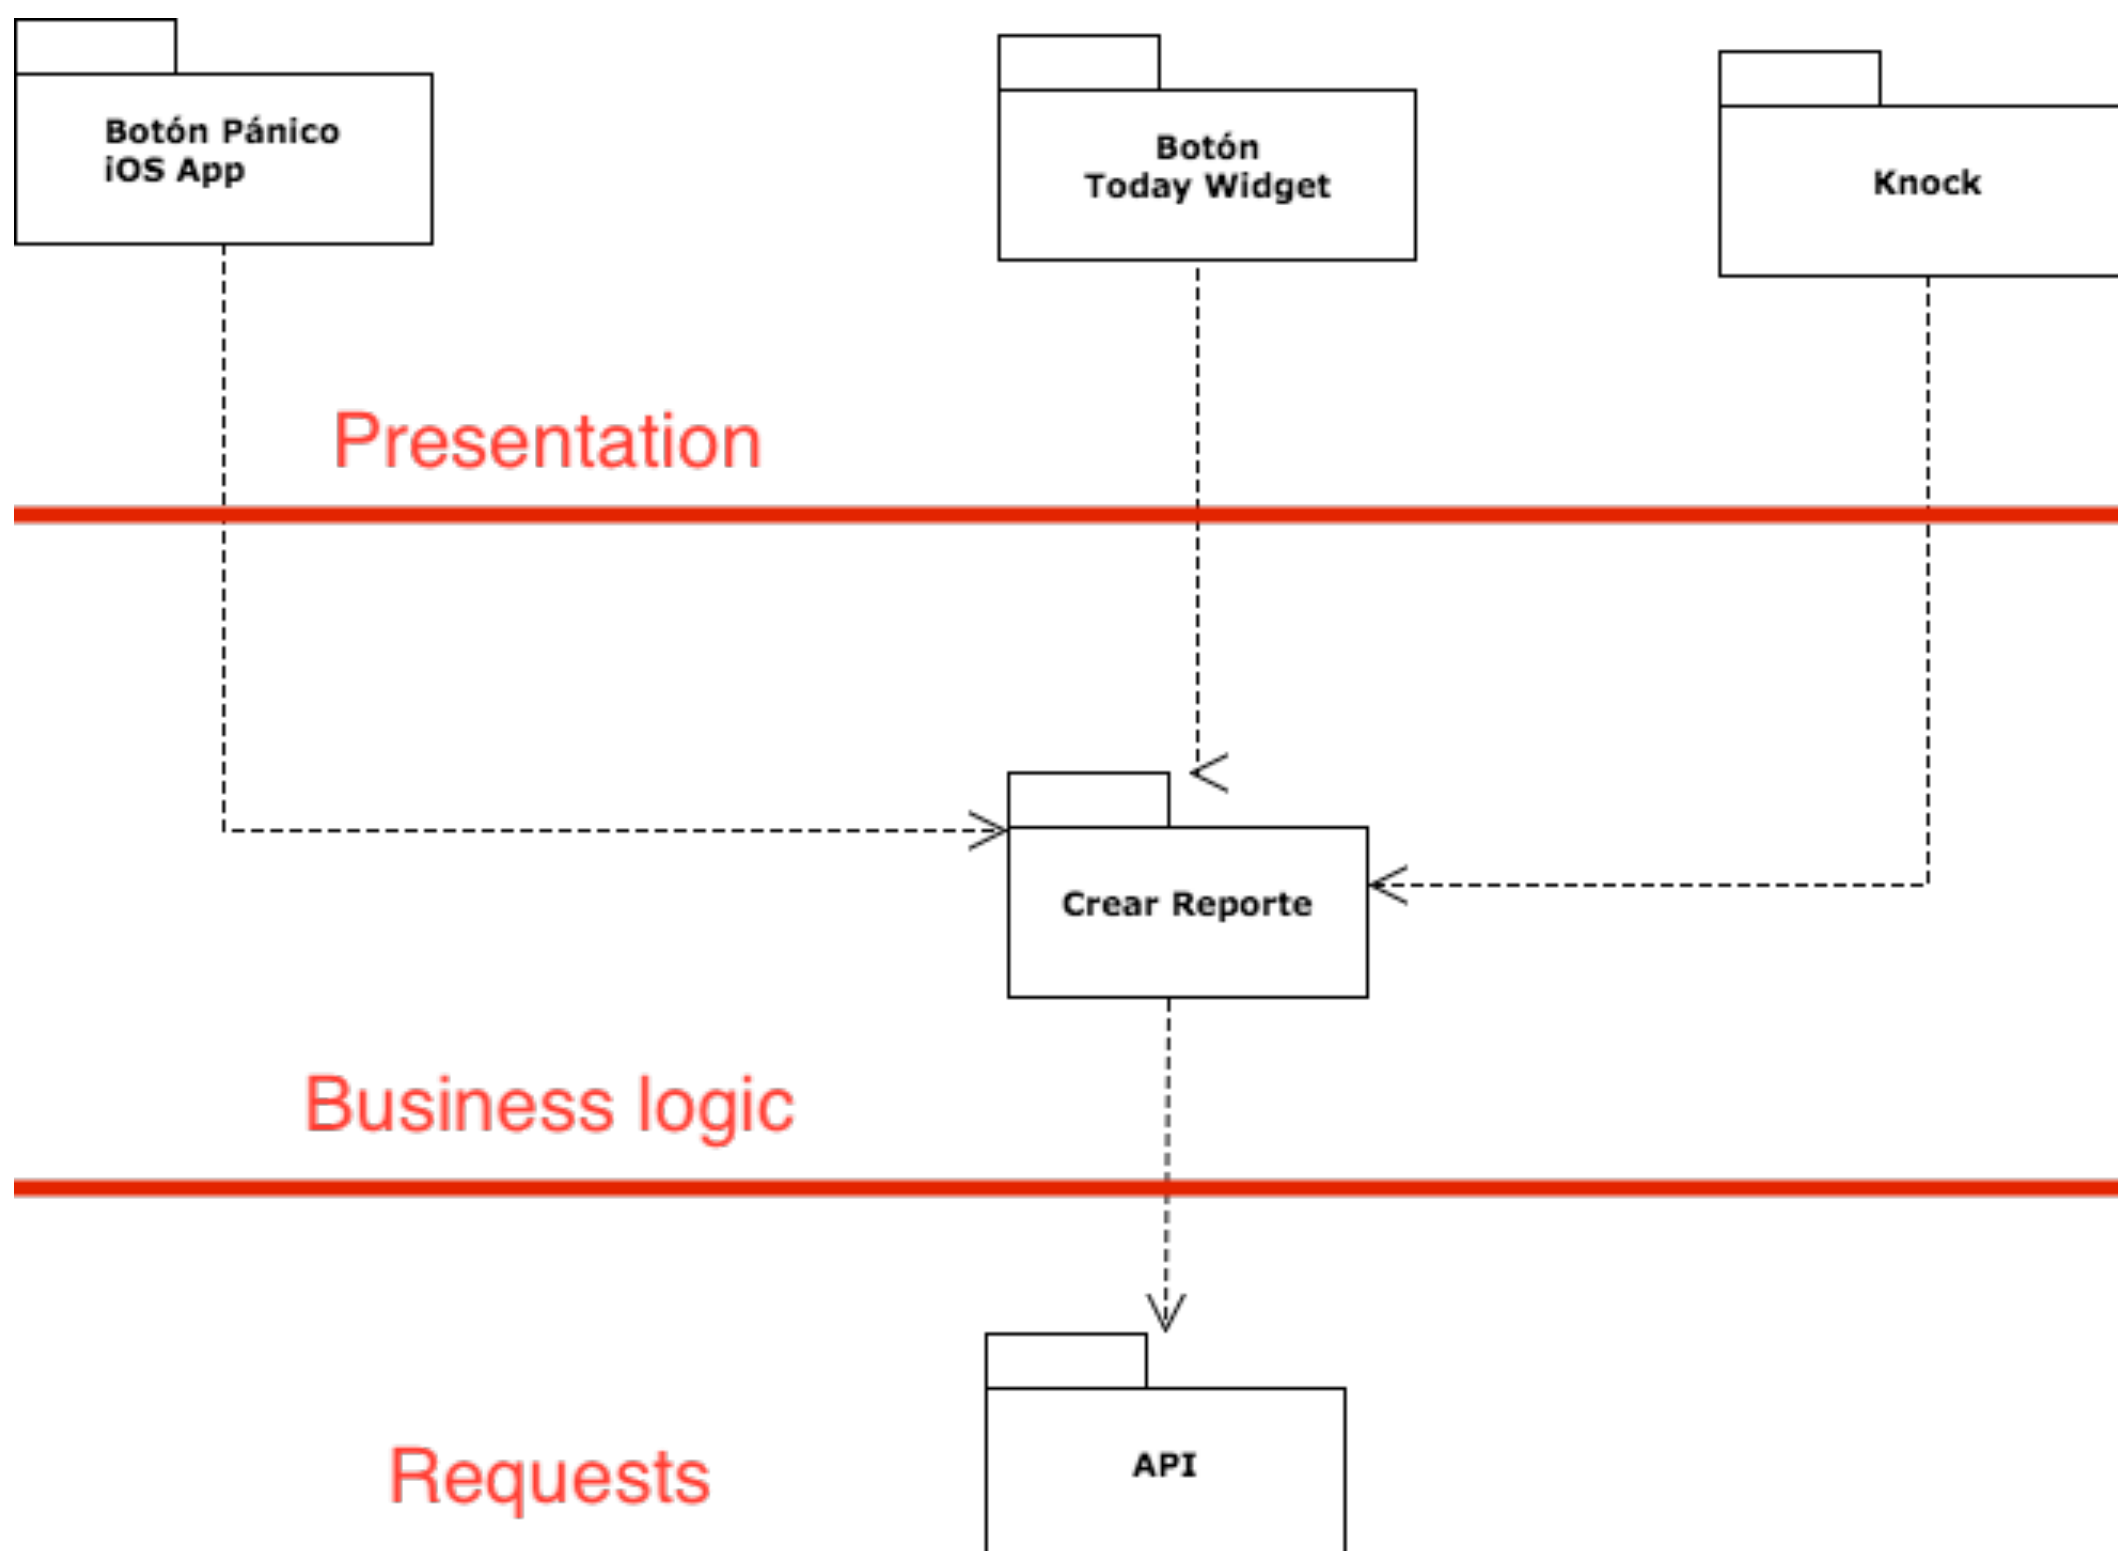 Botón Pánico
iOS App
Botón
Today Widget
Knock
Presentation
Crear Reporte
Business logic
API
Requests